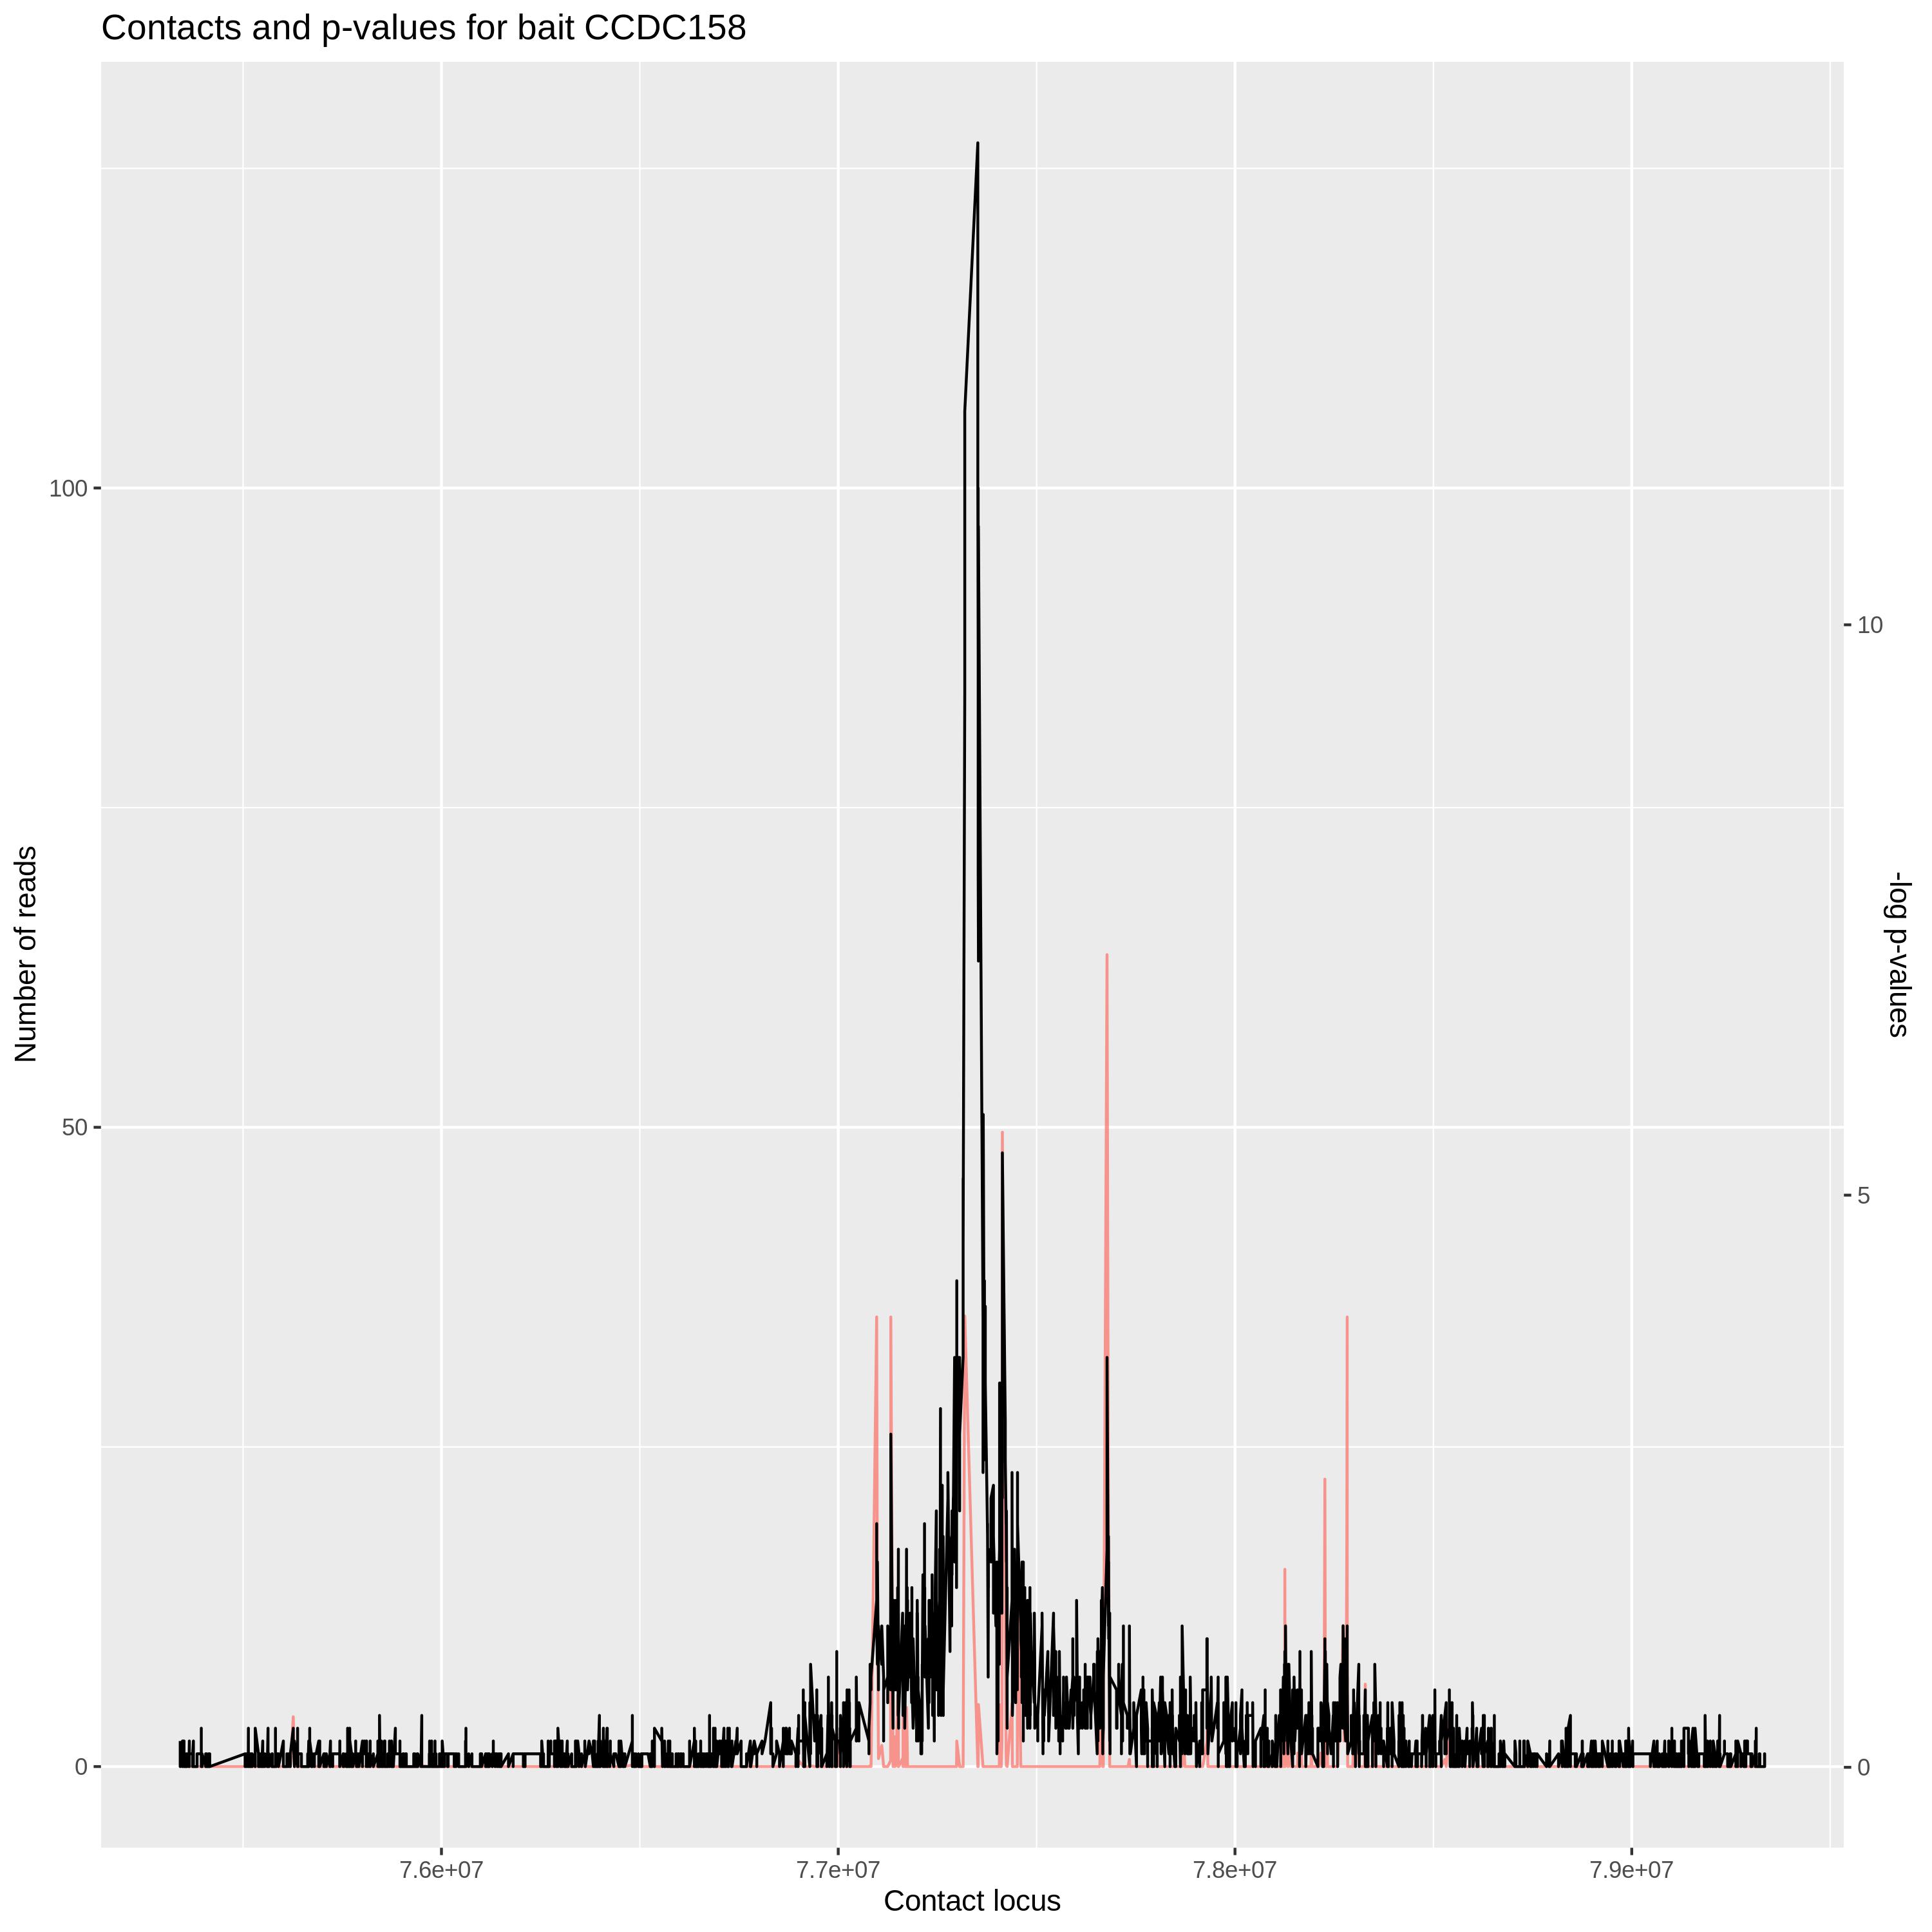 Contacts and p-values for bait CCDC158
Number of reads
100
50
0
10
5
0
-log p-values
7.6e+07
7.7e+07
7.8e+07
7.9e+07
Contact locus